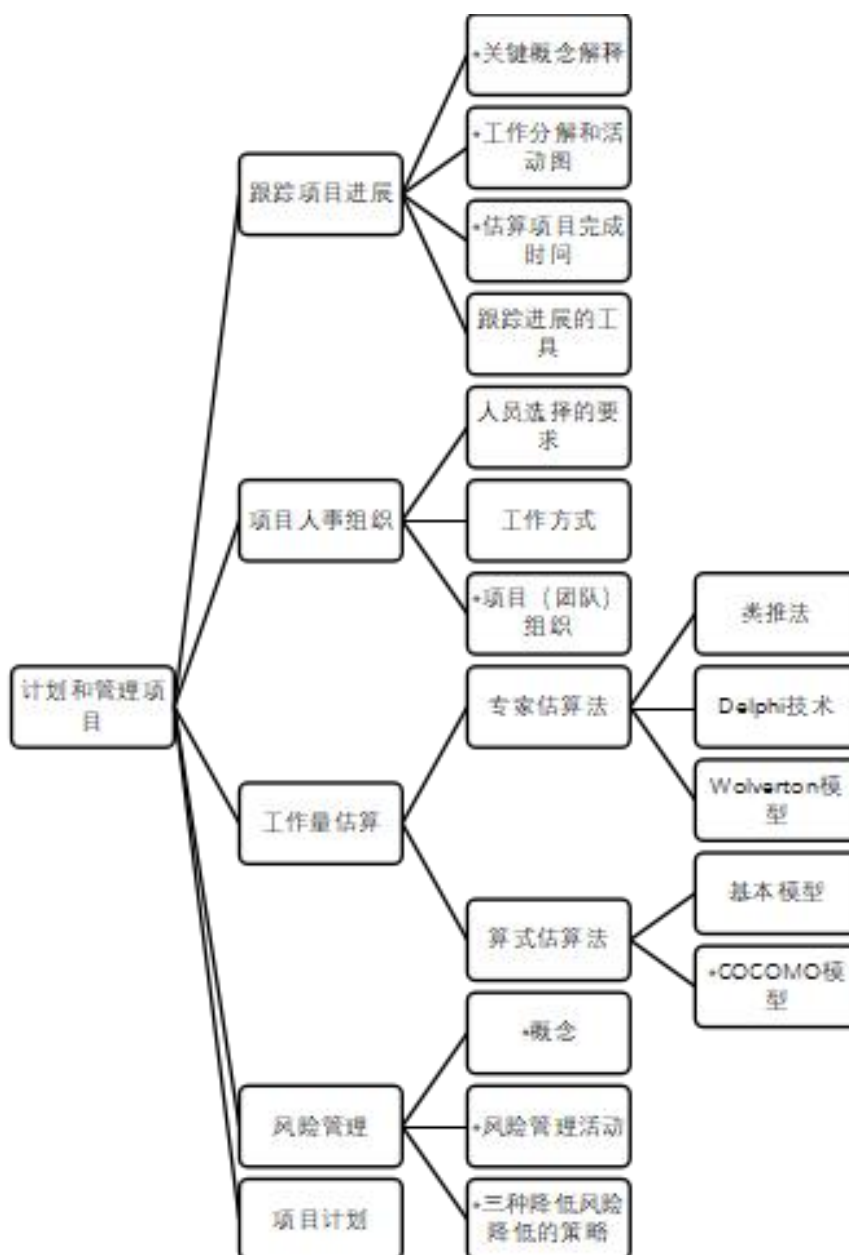 *关键概念解释
*工作分解和活
动图
跟踪项目进展
*估算项目完成
时间
跟踪进展的工
具
人员选择的要
求
项目人事组织
工作方式
*项目（团队）
组织
计划和管理项
目
专家估算法
类推法
Delphi技术
Wolverton模
型
工作量估算
算式估算法
基本模型
*COCOMO模
型
*概念
风险管理
*风险管理活动
*三种降低风险
降低的策略
项目计划